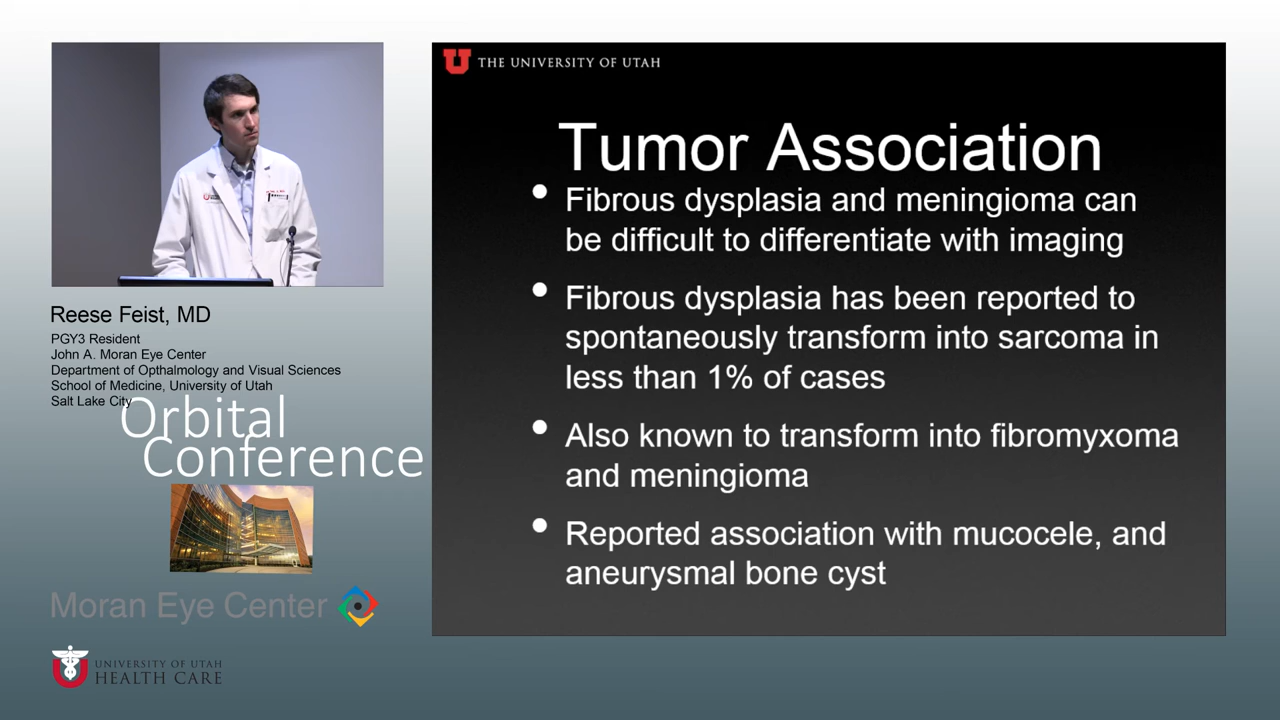 THE UNIVERSITY OF UTAH
Tumor Association
Fibrous dysplasia and meningioma can
be difficult to differentiate with imaging
Fibrous dysplasia has been reported to
spontaneously transform into sarcoma in
less than 1% of cases
Also known to transform into fibromyxoma
and meningioma
Reported association with mucocele, and
aneurysmal bone cyst
Reese Feist, MD
PGY3 Resident
John A. Moran Eye Center
Department of Opthalmology and Visual Sciences
School of Medicine, University of Utah
Salt Lake City
Orbital
Conference
Moran Eye Center
UNIVERSITY OF UTAH
HEALTH CARE